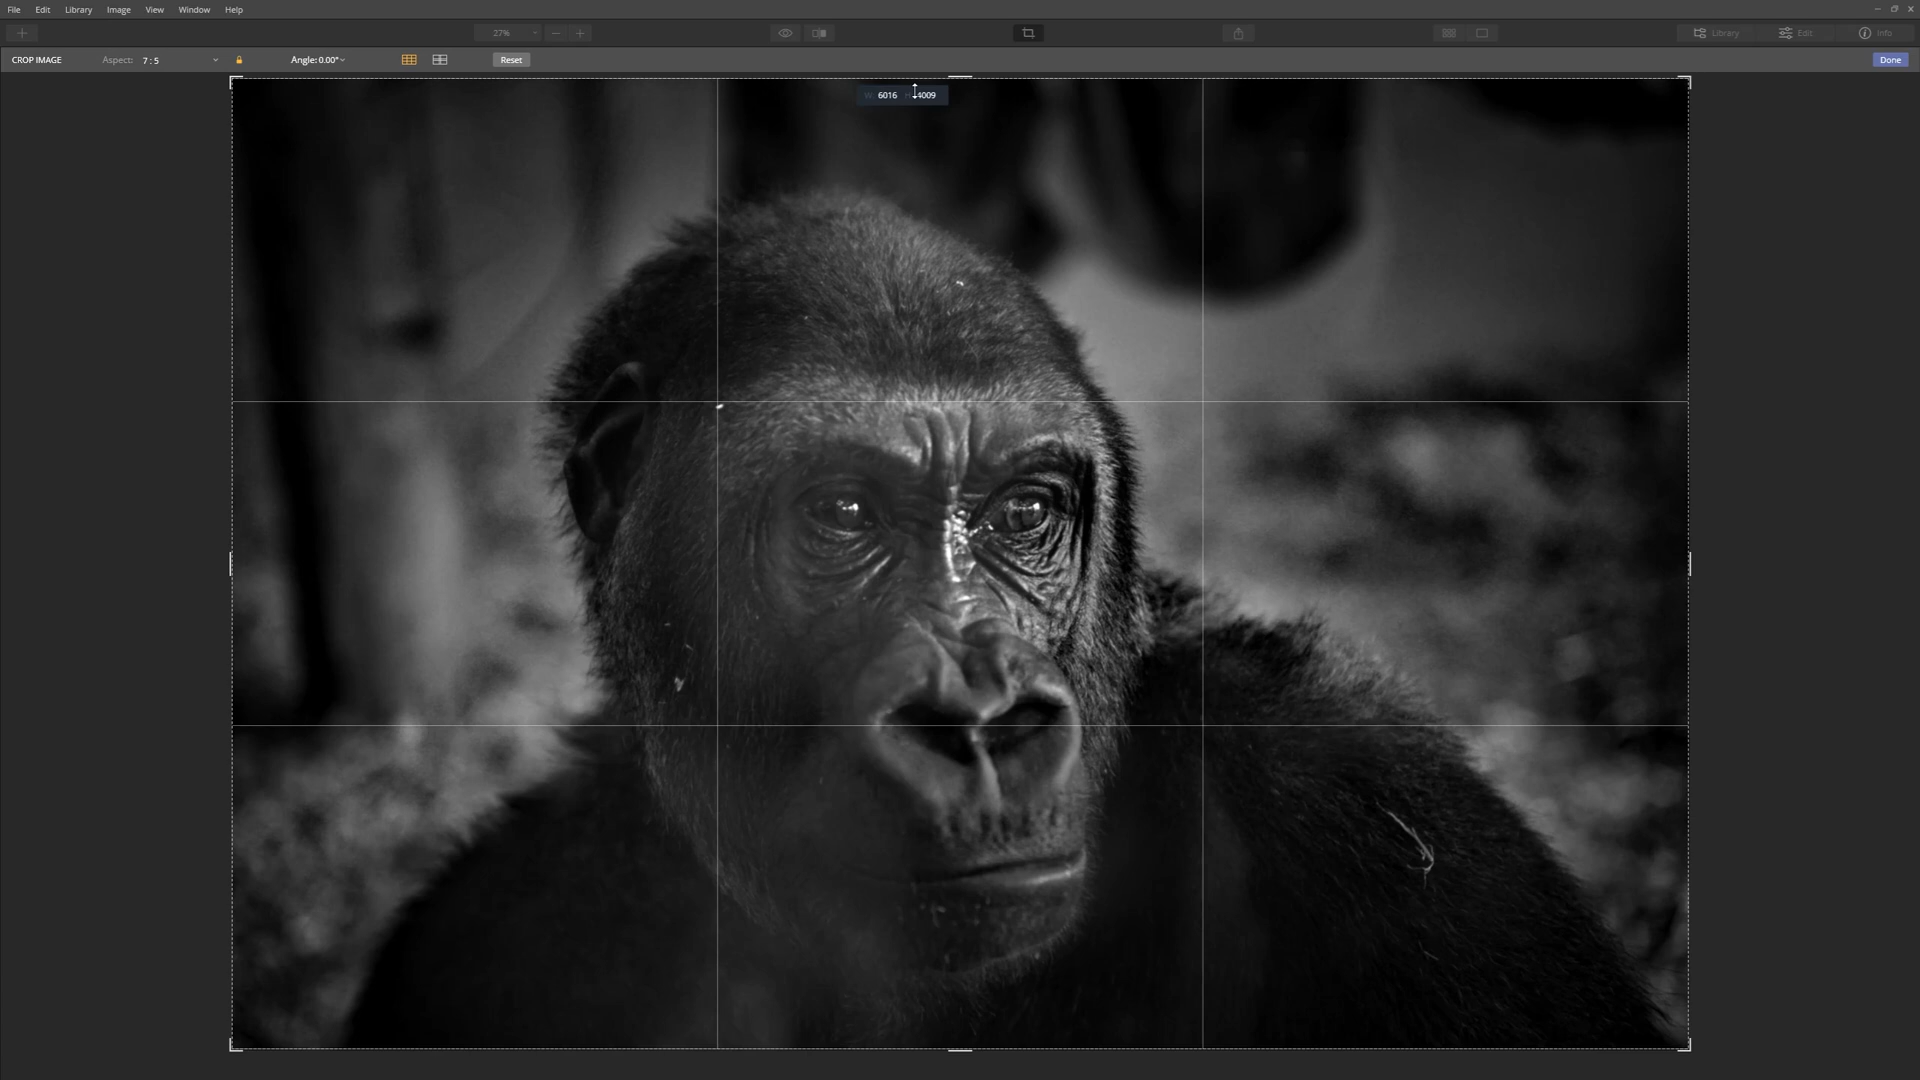 File Edit Library Image View Window Help
27% Library Edit Info
CROP IMAGE Aspect: 7 : 5 Angle: 0.00° Reset Done
W: 6016 H: 4009